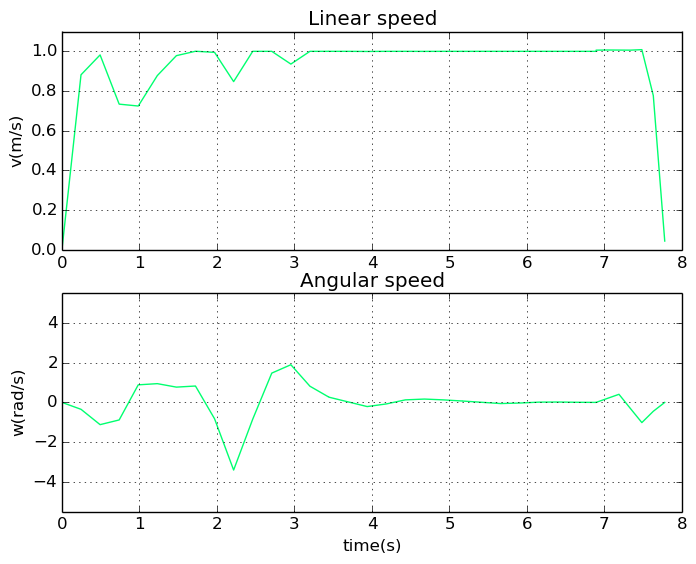 Linear speed
1.0
0.8
0.6
0.4
0.2
0.0
v(m/s)
0 1 2 3 4 5 6 7 8
Angular speed
4
2
0
−2
−4
w(rad/s)
0 1 2 3 4 5 6 7 8
time(s)